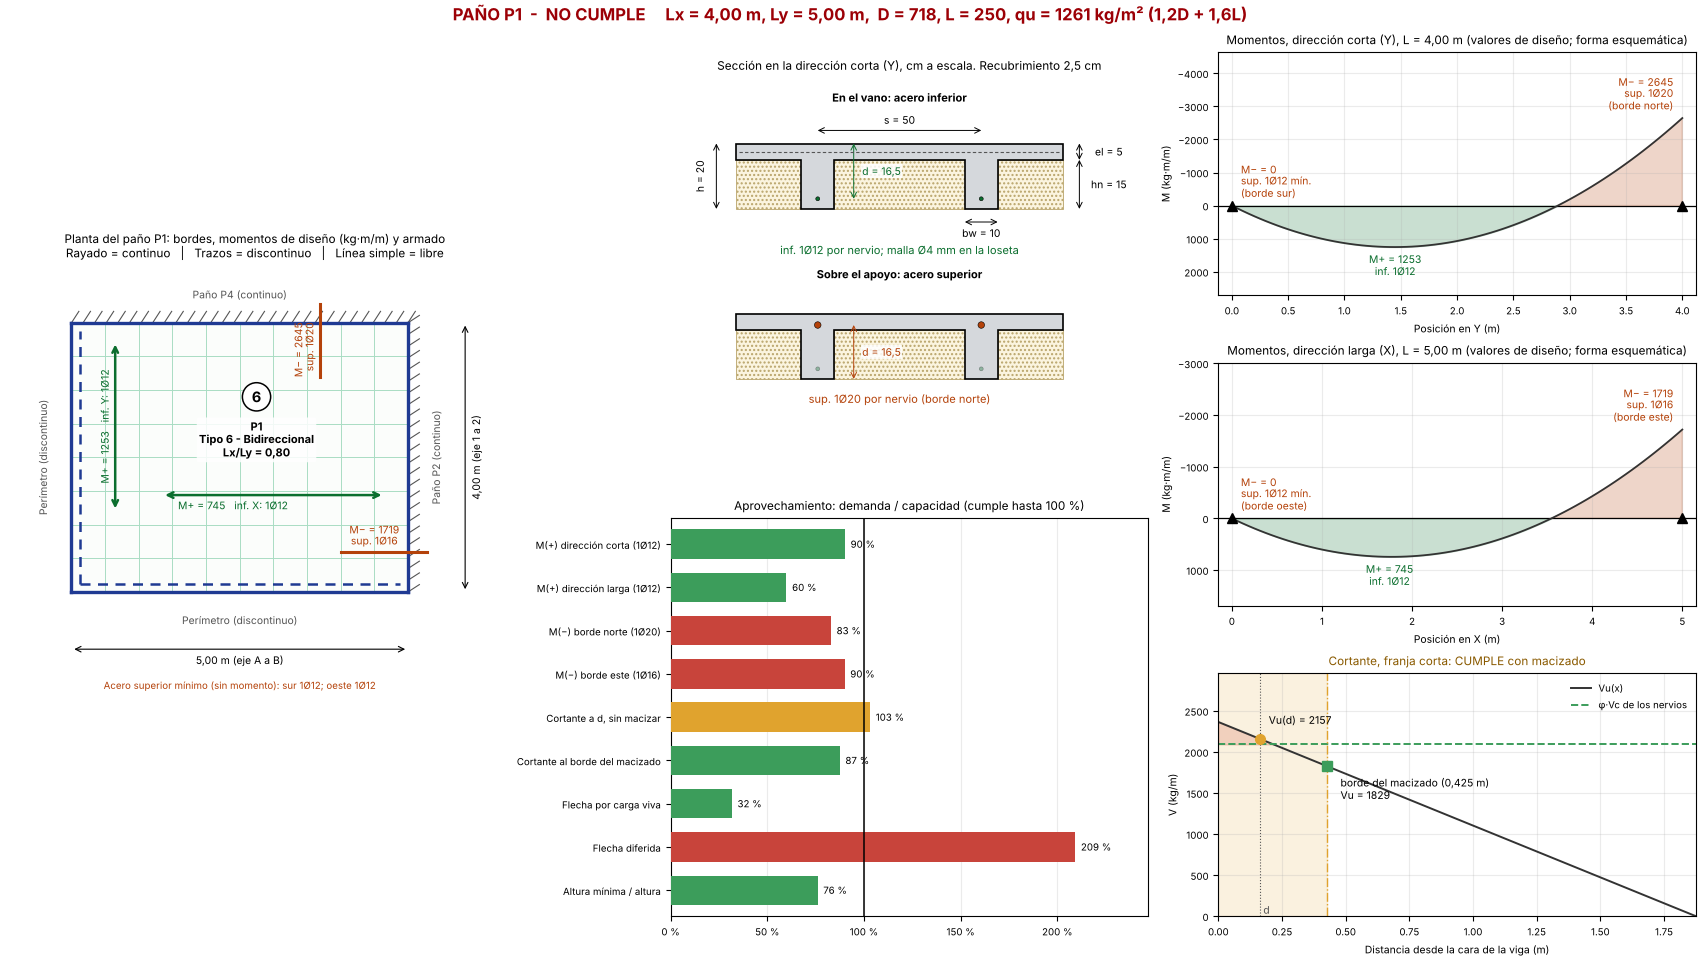 PAÑO P1 - NO CUMPLE Lx = 4,00 m, Ly = 5,00 m, D = 718, L = 250, qu = 1261 kg/m² (1,2D + 1,6L)
Planta del paño P1: bordes, momentos de diseño (kg·m/m) y armado
Rayado = continuo | Trazos = discontinuo | Línea simple = libre
Paño P4 (continuo)
M− = 2645
sup. 1Ø20
M+ = 1253 inf. Y: 1Ø12
6
P1
Tipo 6 - Bidireccional
Lx/Ly = 0,80
M+ = 745 inf. X: 1Ø12
M− = 1719
sup. 1Ø16
Perímetro (discontinuo)
Paño P2 (continuo)
4,00 m (eje 1 a 2)
Perímetro (discontinuo)
5,00 m (eje A a B)
Acero superior mínimo (sin momento): sur 1Ø12; oeste 1Ø12
Sección en la dirección corta (Y), cm a escala. Recubrimiento 2,5 cm
En el vano: acero inferior
s = 50
h = 20
d = 16,5
el = 5
hn = 15
bw = 10
inf. 1Ø12 por nervio; malla Ø4 mm en la loseta
Sobre el apoyo: acero superior
d = 16,5
sup. 1Ø20 por nervio (borde norte)
Aprovechamiento: demanda / capacidad (cumple hasta 100 %)
M(+) dirección corta (1Ø12)
90 %
M(+) dirección larga (1Ø12)
60 %
M(−) borde norte (1Ø20)
83 %
M(−) borde este (1Ø16)
90 %
Cortante a d, sin macizar
103 %
Cortante al borde del macizado
87 %
Flecha por carga viva
32 %
Flecha diferida
209 %
Altura mínima / altura
76 %
0 %
50 %
100 %
150 %
200 %
Momentos, dirección corta (Y), L = 4,00 m (valores de diseño; forma esquemática)
M (kg·m/m)
−4000
−3000
−2000
−1000
0
1000
2000
M− = 2645
sup. 1Ø20
(borde norte)
M− = 0
sup. 1Ø12 mín.
(borde sur)
M+ = 1253
inf. 1Ø12
0.0 0.5 1.0 1.5 2.0 2.5 3.0 3.5 4.0
Posición en Y (m)
Momentos, dirección larga (X), L = 5,00 m (valores de diseño; forma esquemática)
M (kg·m/m)
−3000
−2000
−1000
0
1000
M− = 1719
sup. 1Ø16
(borde este)
M− = 0
sup. 1Ø12 mín.
(borde oeste)
M+ = 745
inf. 1Ø12
0 1 2 3 4 5
Posición en X (m)
Cortante, franja corta: CUMPLE con macizado
V (kg/m)
2500
2000
1500
1000
500
0
Vu(x)
φ·Vc de los nervios
Vu(d) = 2157
borde del macizado (0,425 m)
Vu = 1829
d
0.00 0.25 0.50 0.75 1.00 1.25 1.50 1.75
Distancia desde la cara de la viga (m)